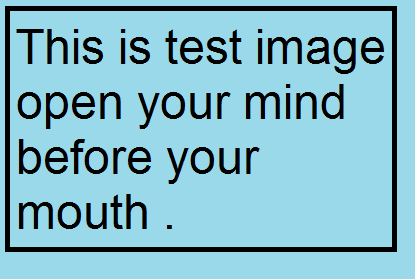 This is test image
open your mind
before your
mouth .